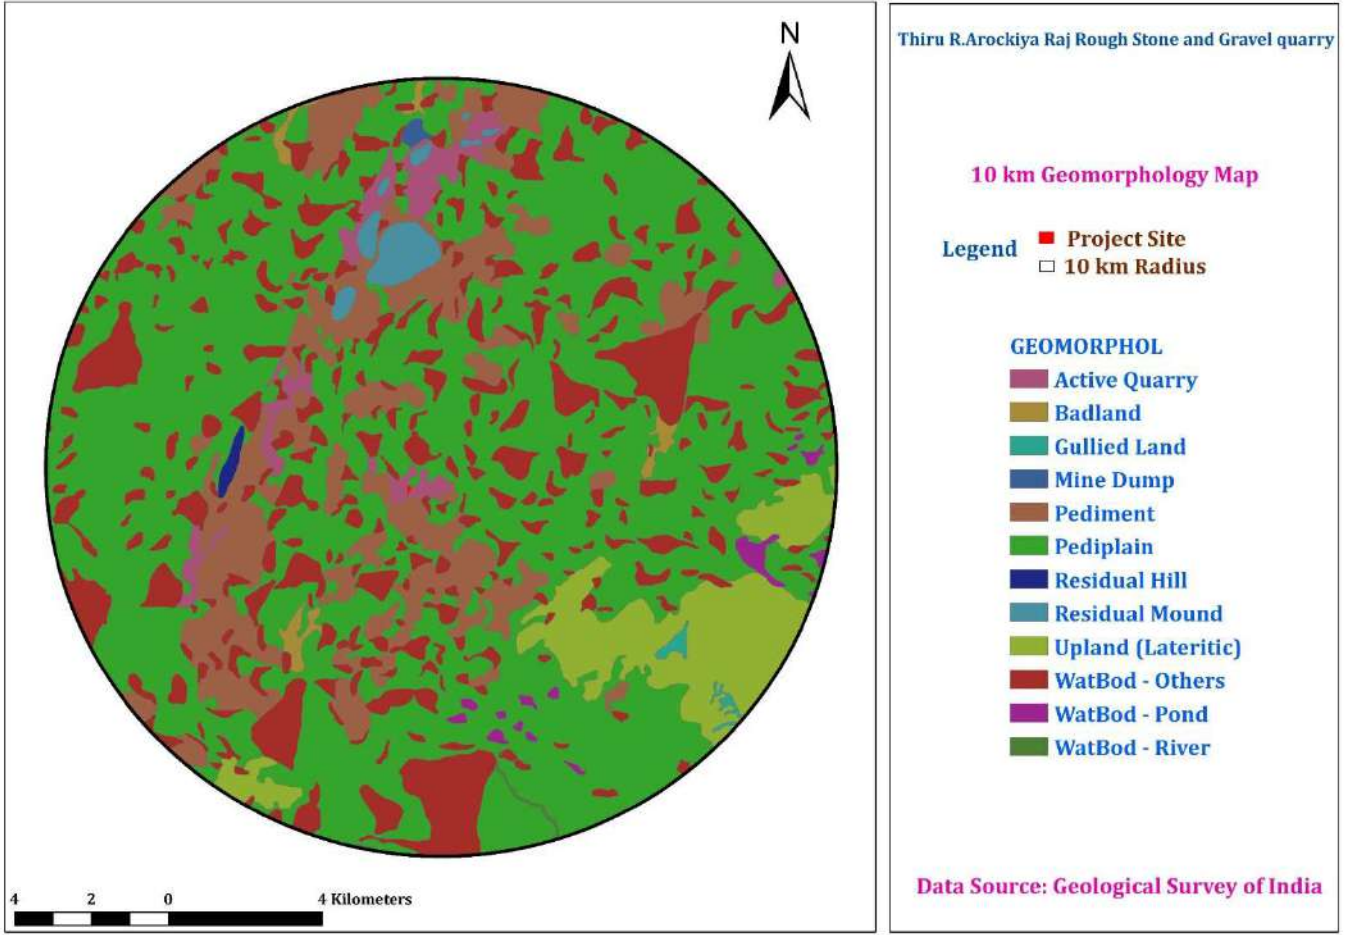 N
4 2 0 4 Kilometers
Thiru R.Arockiya Raj Rough Stone and Gravel quarry
10 km Geomorphology Map
Legend
Project Site
10 km Radius
GEOMORPHOL
Active Quarry
Badland
Gullied Land
Mine Dump
Pediment
Pediplain
Residual Hill
Residual Mound
Upland (Lateritic)
WatBod - Others
WatBod - Pond
WatBod - River
Data Source: Geological Survey of India